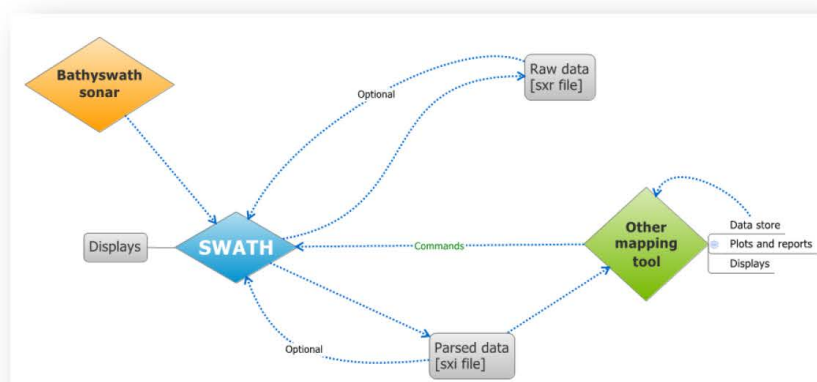 Bathyswath
sonar
Raw data
[sxr file]
Optional
Displays
SWATH
Commands
Other
mapping
tool
Data store
Plots and reports
Displays
Optional
Parsed data
[sxi file]